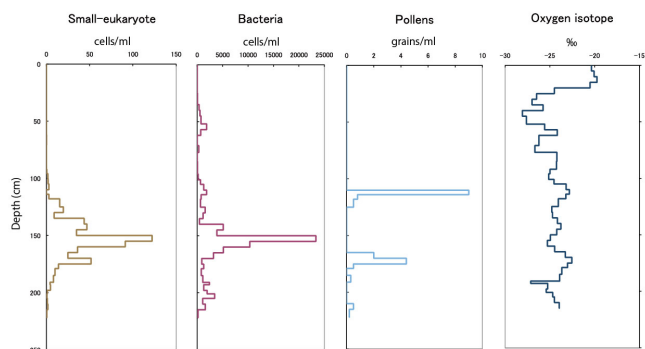 Small-eukaryote Bacteria Pollens Oxygen isotope
cells/ml cells/ml grains/ml ‰
0 50 100 150 0 5000 10000 15000 20000 25000 0 2 4 6 8 10 -30 -25 -20 -15
0
50
100
150
200
Depth (cm)